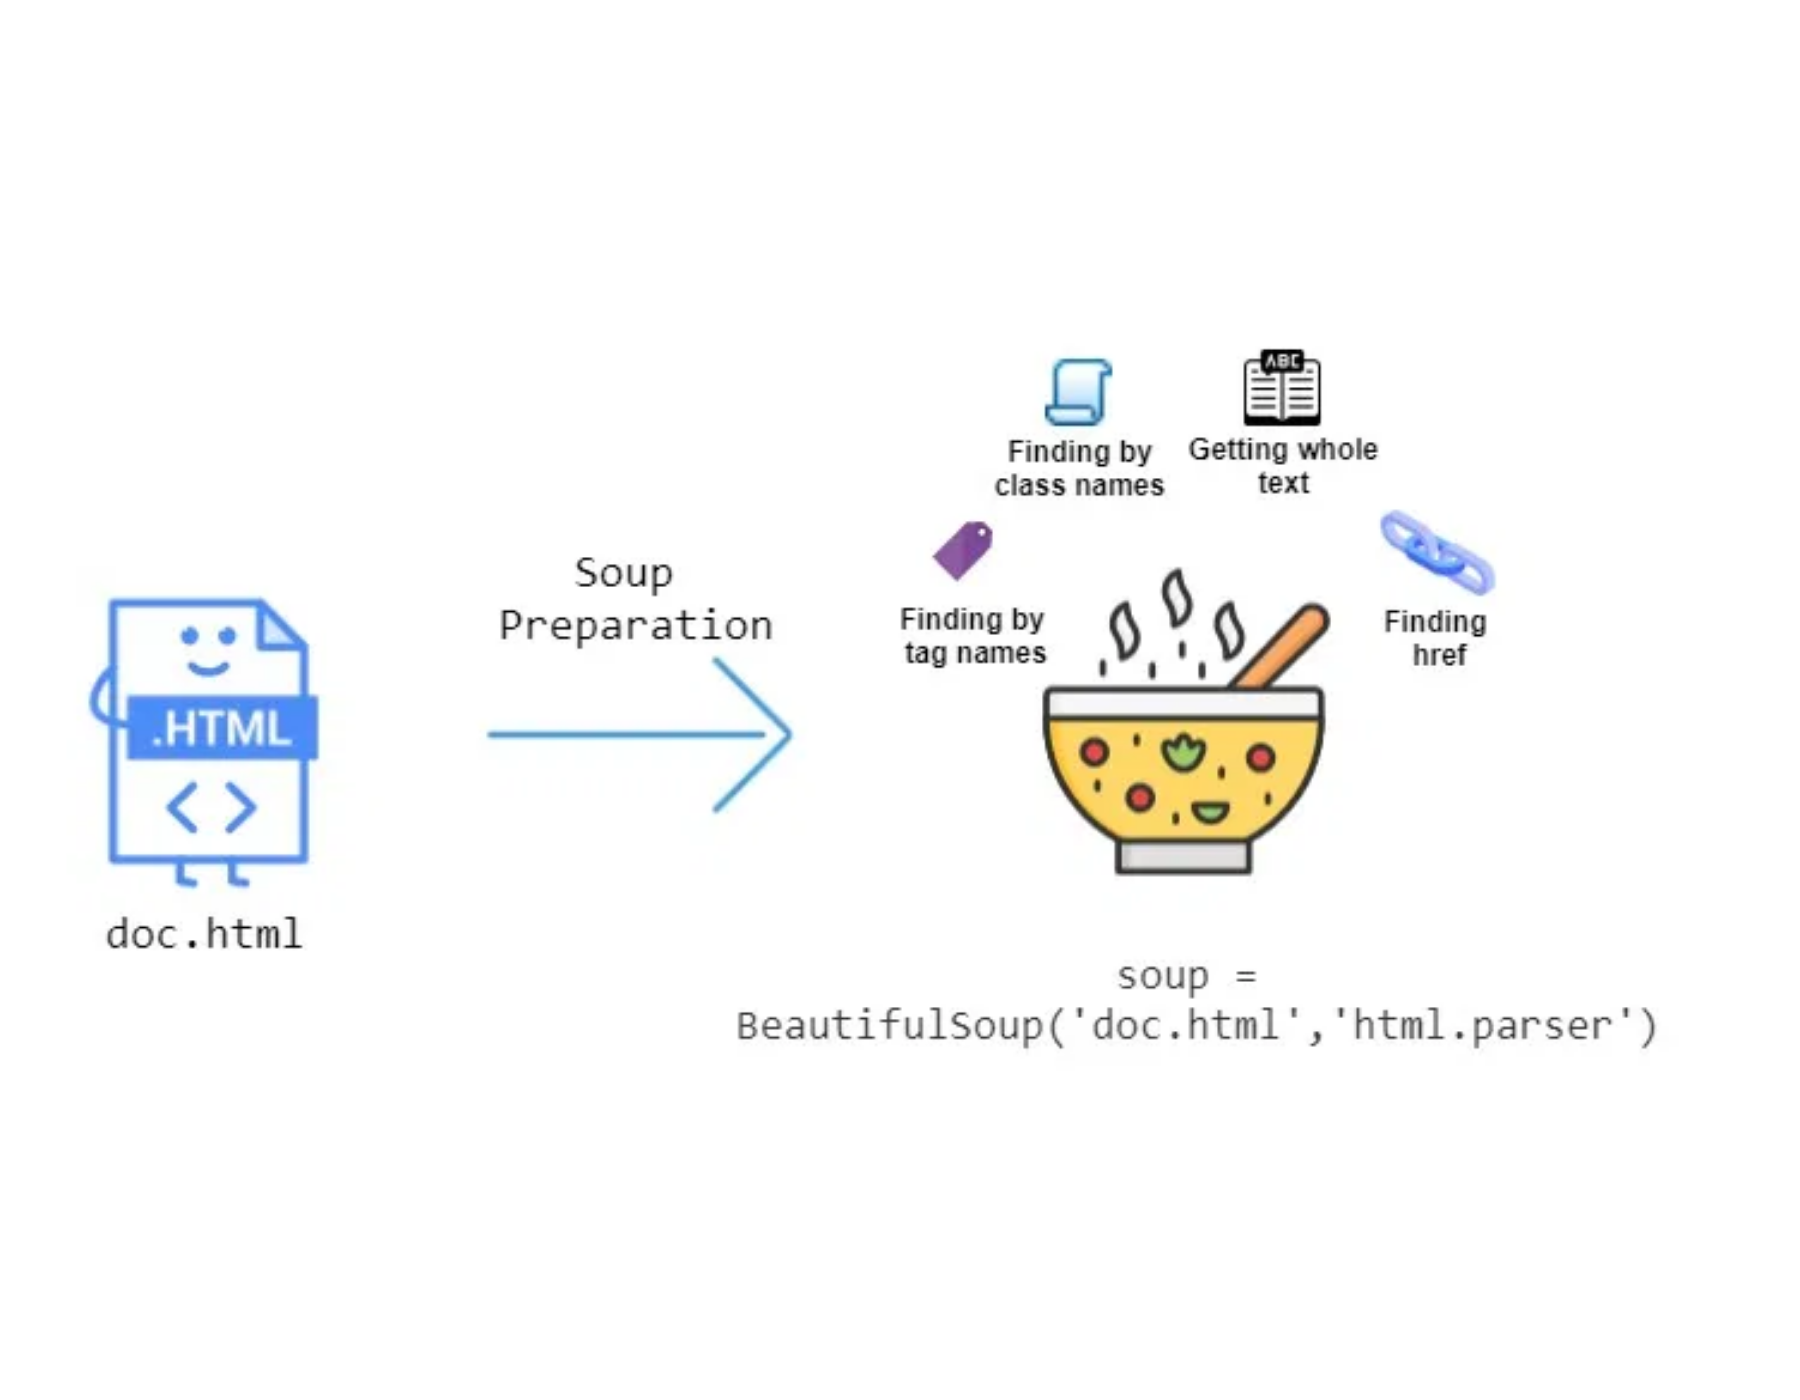 ABC
Finding by
class names
Getting whole
text
Soup
Preparation
Finding by
tag names
Finding
href
.HTML
< >
doc.html
soup =
BeautifulSoup('doc.html','html.parser')